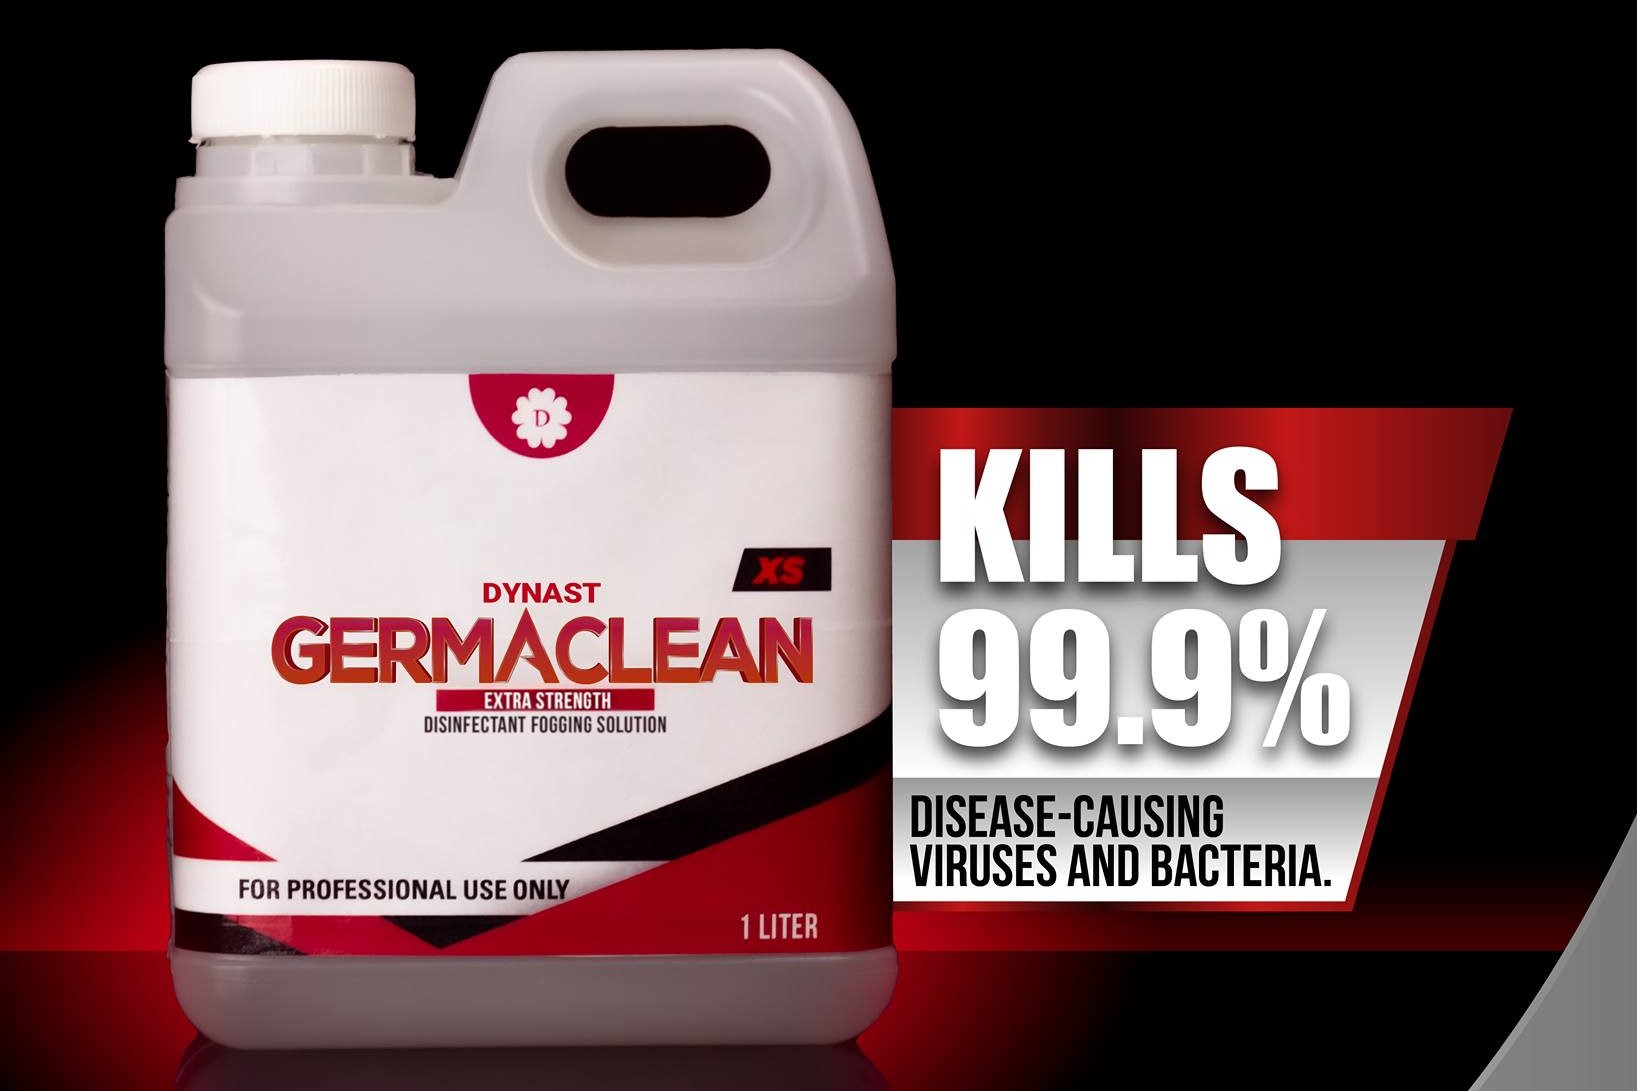 D
XS
DYNAST
GERMACLEAN
EXTRA STRENGTH
DISINFECTANT FOGGING SOLUTION
FOR PROFESSIONAL USE ONLY
1 LITER
KILLS
99.9%
DISEASE-CAUSING
VIRUSES AND BACTERIA.